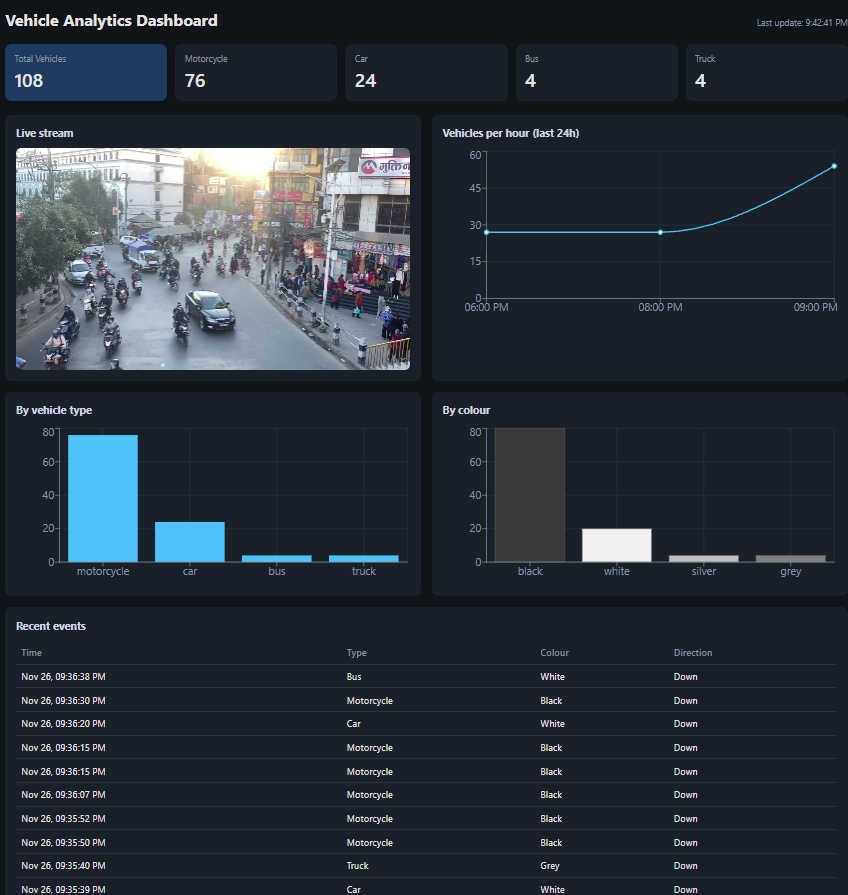 Vehicle Analytics Dashboard
Last update: 9:42:41 PM
Total Vehicles
108
Motorcycle
76
Car
24
Bus
4
Truck
4
Live stream
Vehicles per hour (last 24h)
60
45
30
15
0
06:00 PM 08:00 PM 09:00 PM
By vehicle type
80
60
40
20
0
motorcycle car bus truck
By colour
80
60
40
20
0
black white silver grey
Recent events
Time Type Colour Direction
Nov 26, 09:36:38 PM Bus White Down
Nov 26, 09:36:30 PM Motorcycle Black Down
Nov 26, 09:36:20 PM Car White Down
Nov 26, 09:36:15 PM Motorcycle Black Down
Nov 26, 09:36:15 PM Motorcycle Black Down
Nov 26, 09:36:07 PM Motorcycle Black Down
Nov 26, 09:35:52 PM Motorcycle Black Down
Nov 26, 09:35:50 PM Motorcycle Black Down
Nov 26, 09:35:40 PM Truck Grey Down
Nov 26, 09:35:39 PM Car White Down